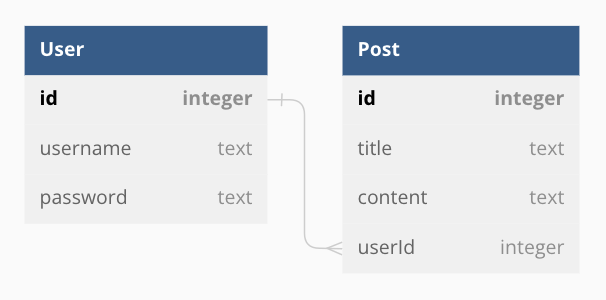 User
id integer
username text
password text
Post
id integer
title text
content text
userId integer